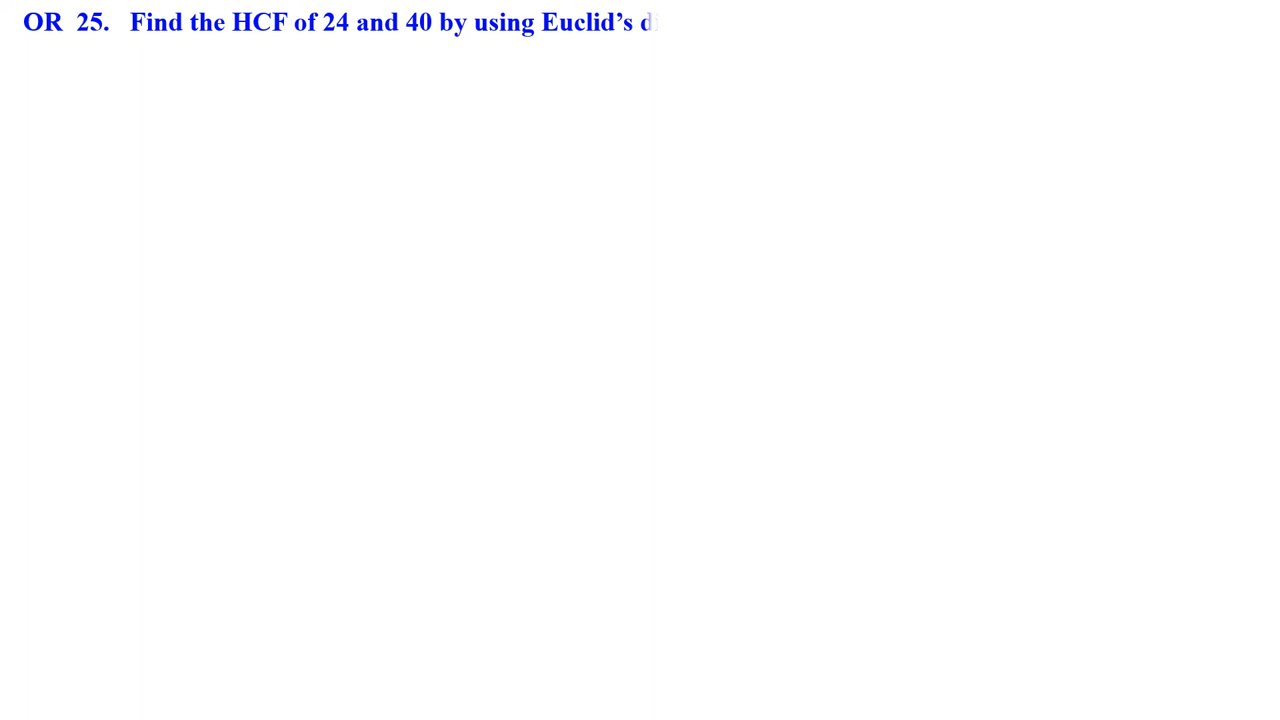 OR 25. Find the HCF of 24 and 40 by using Euclid’s